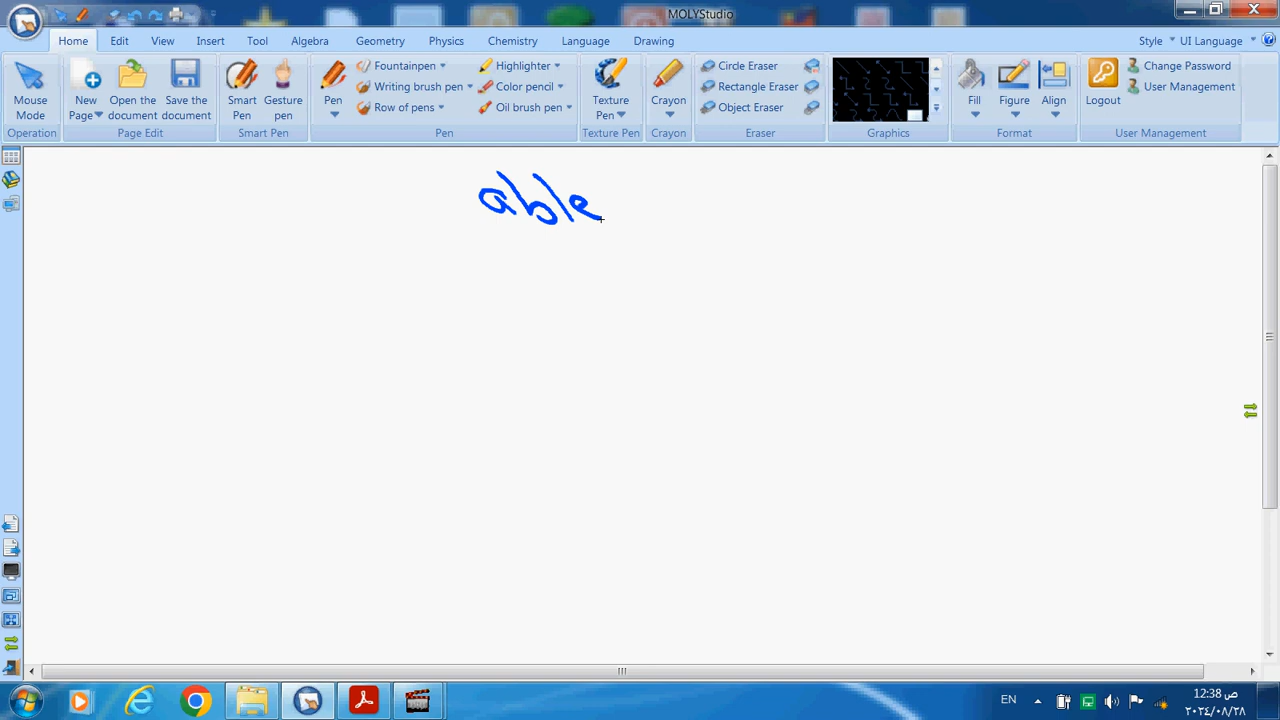 MOLYStudio
Home Edit View Insert Tool Algebra Geometry Physics Chemistry Language Drawing Style UI Language
Mouse Mode
Operation
New Page
Open the document
Save the document
Page Edit
Smart Pen
Gesture pen
Smart Pen
Pen
Fountainpen
Writing brush pen
Row of pens
Highlighter
Color pencil
Oil brush pen
Pen
Texture Pen
Texture Pen
Crayon
Crayon
Circle Eraser
Rectangle Eraser
Object Eraser
Eraser
Graphics
Fill
Figure
Align
Format
Logout
Change Password
User Management
User Management
able
EN
12:38 ص
٢٠٢٤/٠٨/٢٨